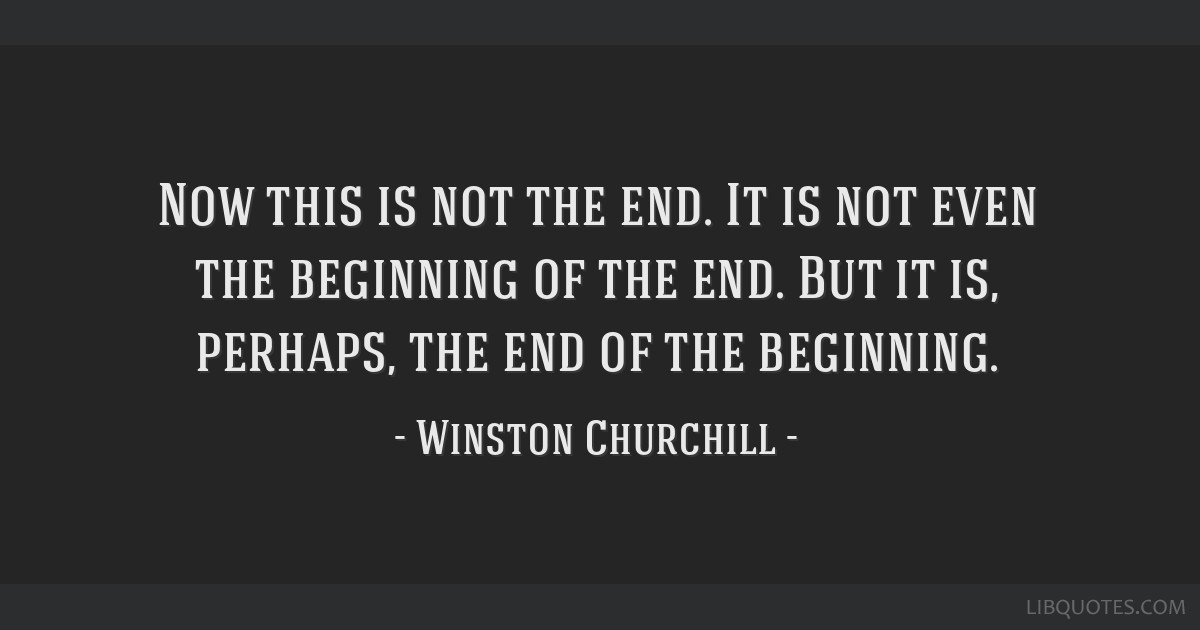 Now this is not the end. It is not even
the beginning of the end. But it is,
perhaps, the end of the beginning.
- Winston Churchill -
LIBQUOTES.COM